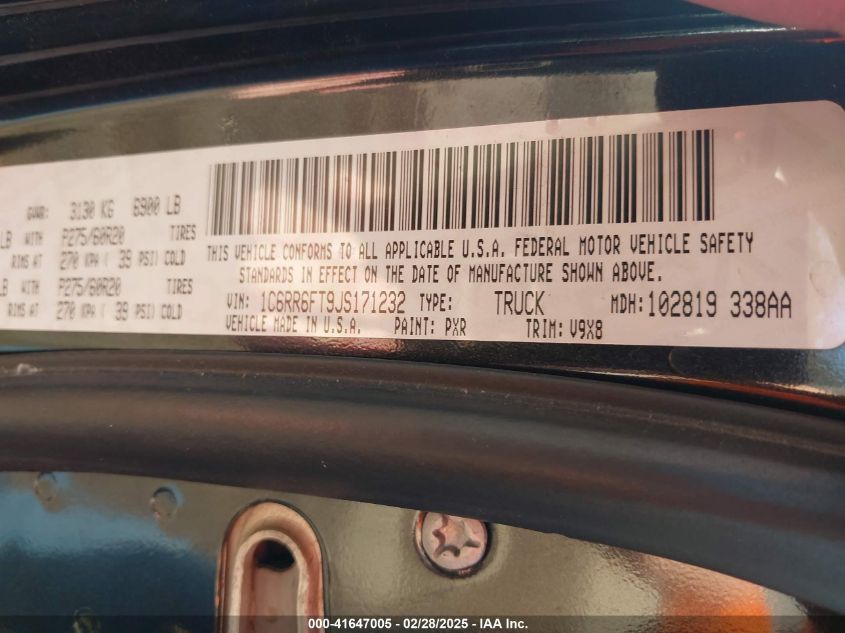 GVWR: 3130 KG 6900 LB
LB WITH P275/60R20 TIRES
RIMS AT 270 KPA ( 39 PSI) COLD
LB WITH P275/60R20 TIRES
RIMS AT 270 KPA ( 39 PSI) COLD
THIS VEHICLE CONFORMS TO ALL APPLICABLE U.S.A. FEDERAL MOTOR VEHICLE SAFETY
STANDARDS IN EFFECT ON THE DATE OF MANUFACTURE SHOWN ABOVE.
VIN: 1C6RR6FT9JS171232 TYPE: TRUCK MDH:102819 338AA
VEHICLE MADE IN U.S.A. PAINT: PXR TRIM: V9X8
000-41647005 - 02/28/2025 - IAA Inc.